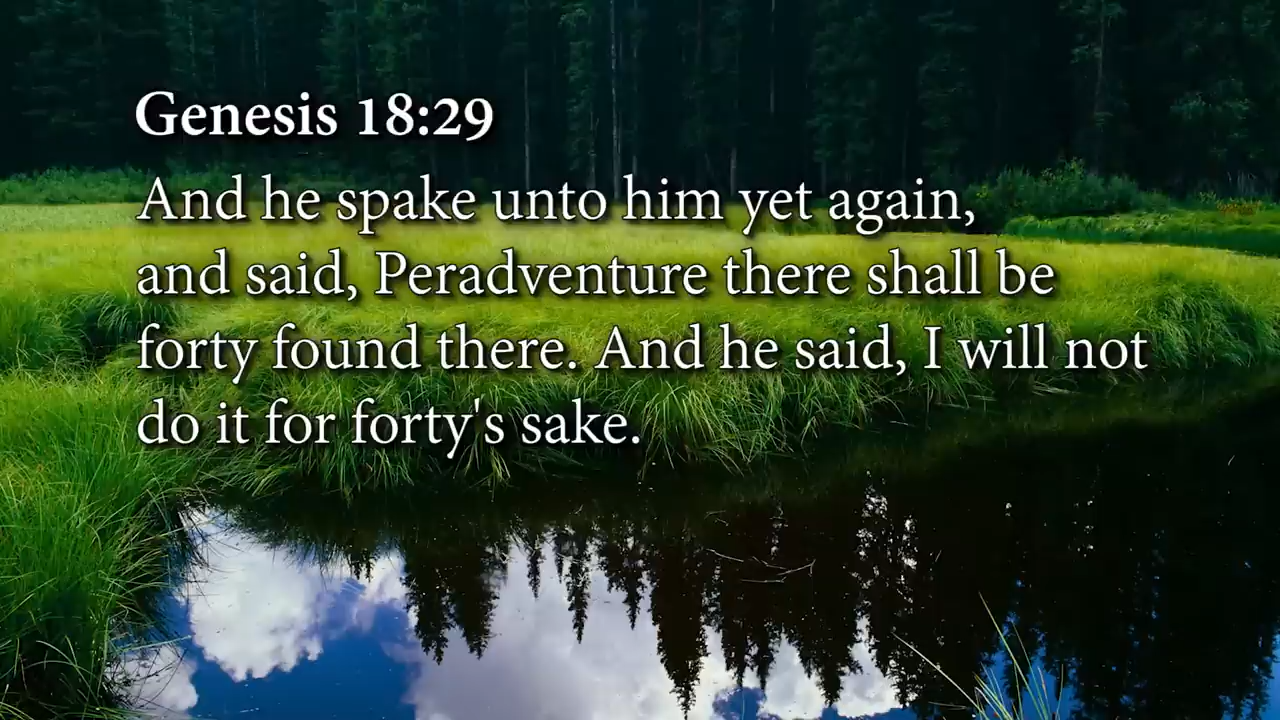 Genesis 18:29
And he spake unto him yet again,
and said, Peradventure there shall be
forty found there. And he said, I will not
do it for forty's sake.